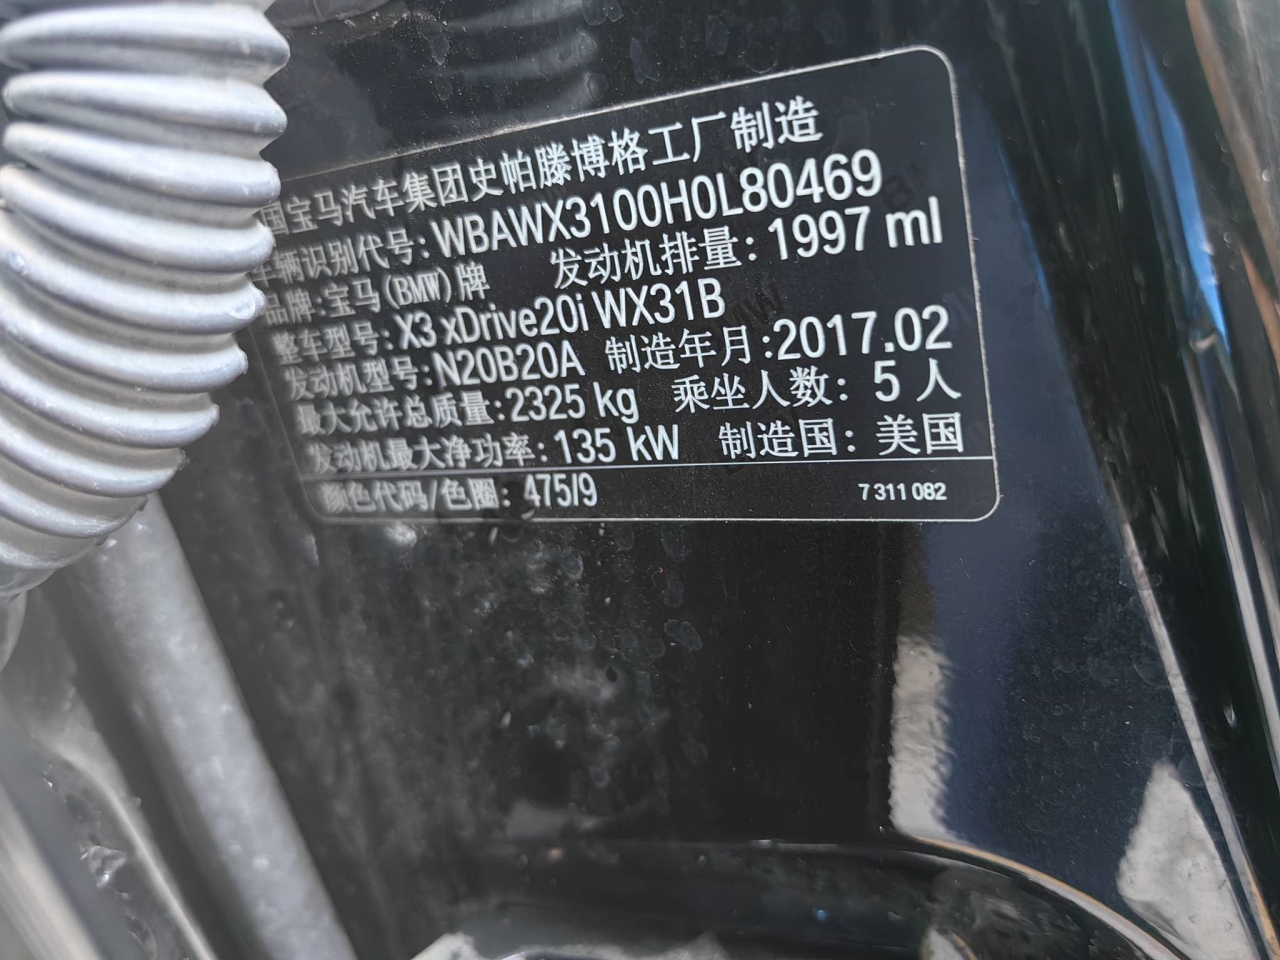 国宝马汽车集团史帕滕博格工厂制造
车辆识别代号: WBAWX3100H0L80469
品牌: 宝马(BMW)牌 发动机排量: 1997 ml
整车型号: X3 xDrive20i WX31B
发动机型号: N20B20A 制造年月: 2017.02
最大允许总质量: 2325 kg 乘坐人数: 5 人
发动机最大净功率: 135 kW 制造国: 美国
颜色代码/色圈: 475/9 7 311 082